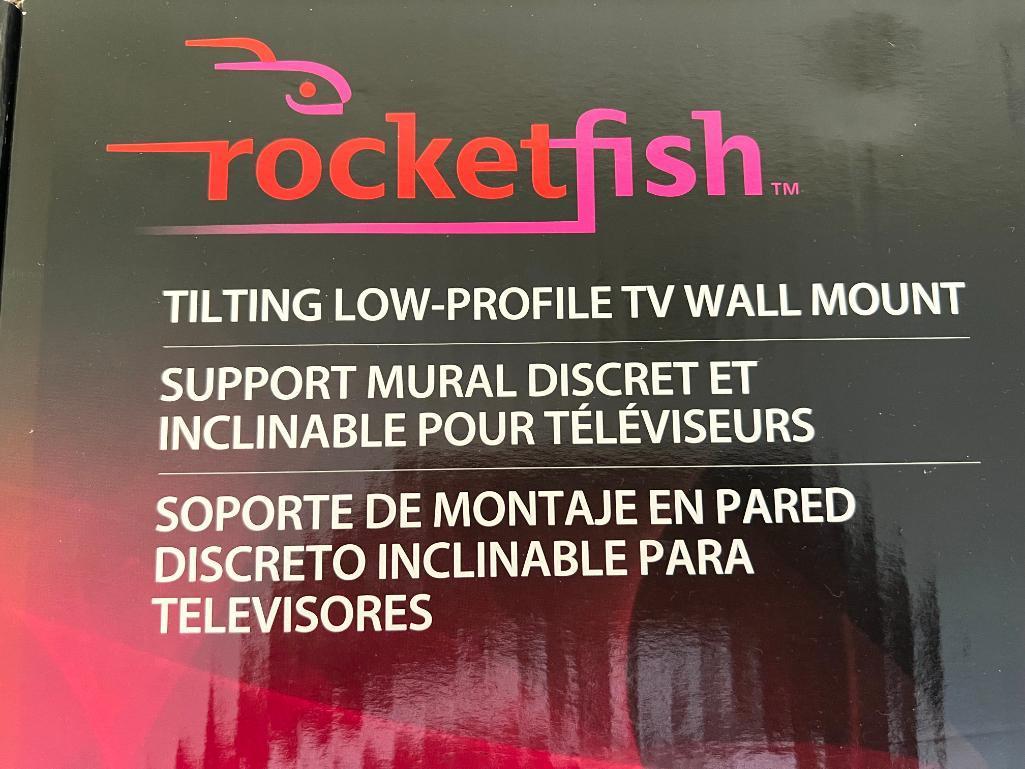 rocketfish™
TILTING LOW-PROFILE TV WALL MOUNT
SUPPORT MURAL DISCRET ET
INCLINABLE POUR TÉLÉVISEURS
SOPORTE DE MONTAJE EN PARED
DISCRETO INCLINABLE PARA
TELEVISORES